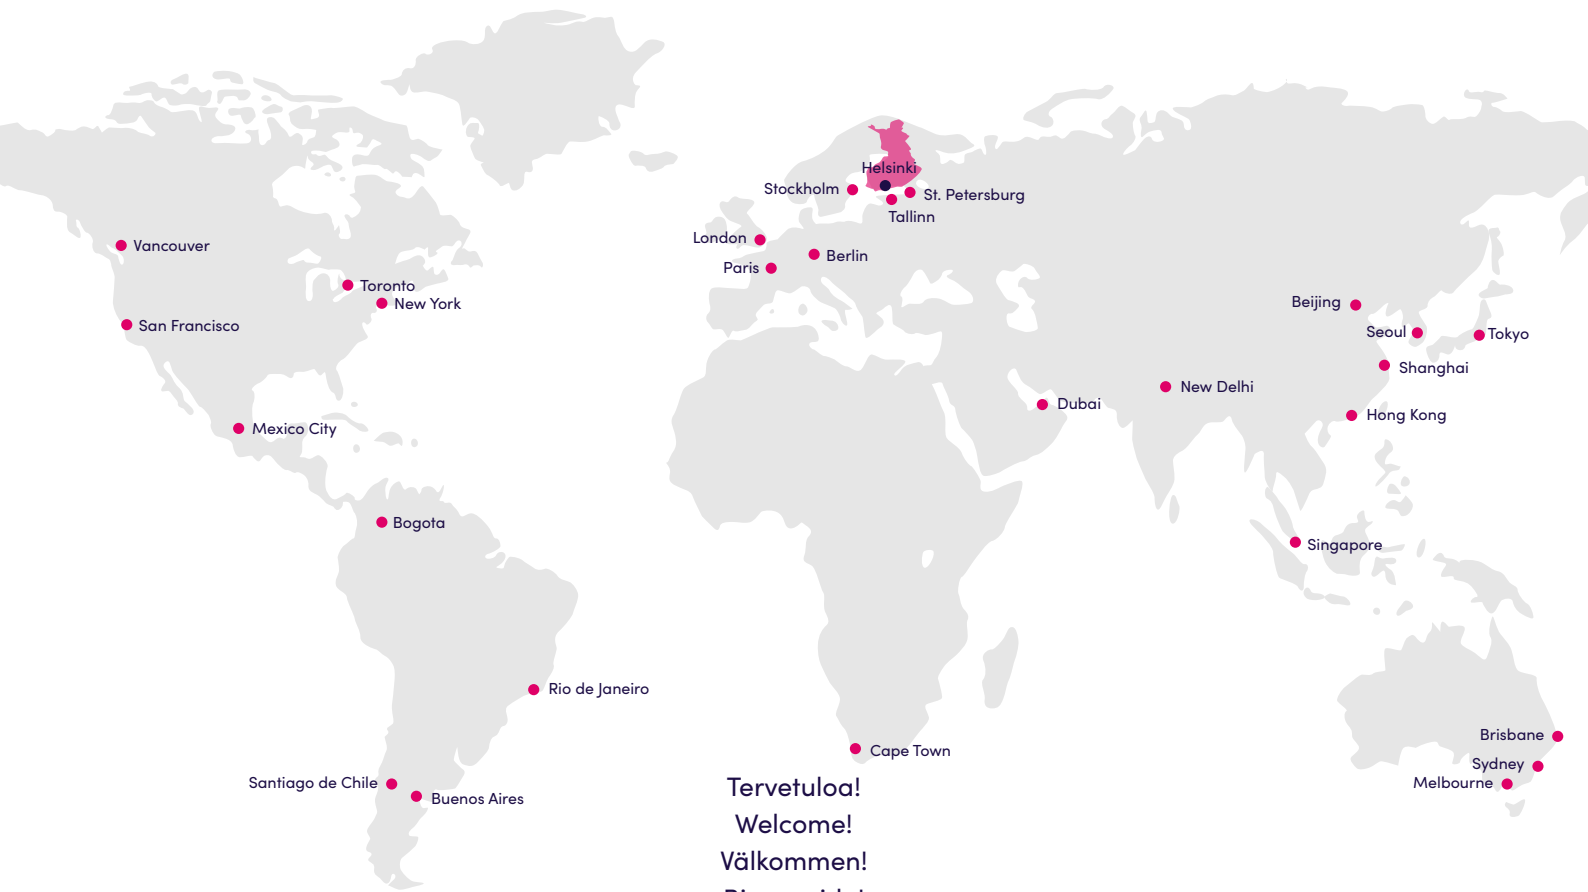 Helsinki
Stockholm
St. Petersburg
Tallinn
London
Vancouver
Berlin
Paris
Toronto
New York
Beijing
San Francisco
Seoul
Tokyo
Shanghai
New Delhi
Dubai
Hong Kong
Mexico City
Bogota
Singapore
Rio de Janeiro
Brisbane
Cape Town
Sydney
Santiago de Chile
Melbourne
Buenos Aires
Tervetuloa!
Welcome!
Välkommen!